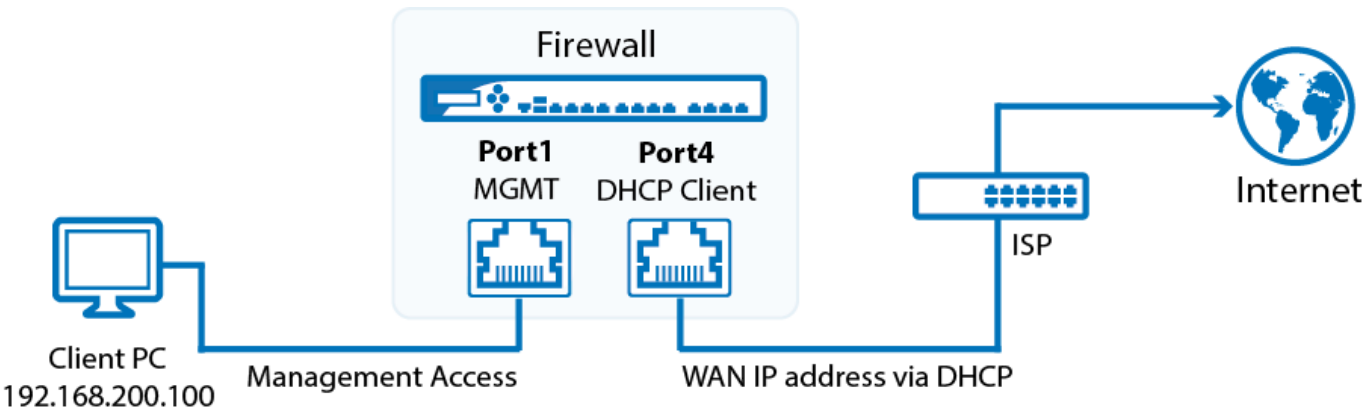 Firewall
Port1
MGMT
Port4
DHCP Client
Client PC
192.168.200.100
Management Access
WAN IP address via DHCP
ISP
Internet